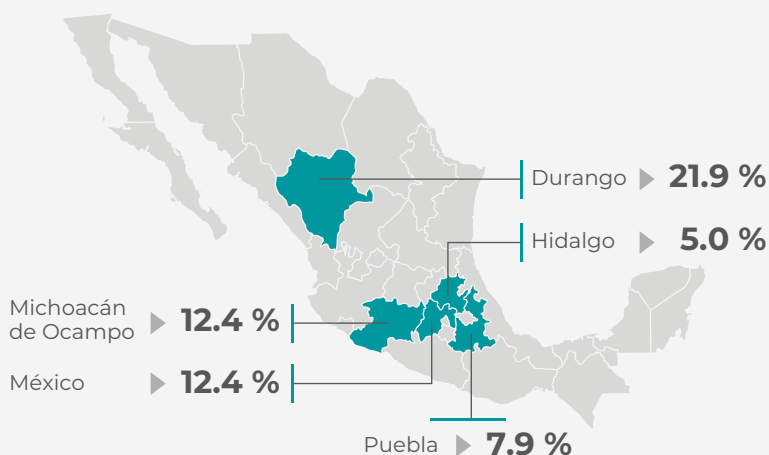 Durango ▶ 21.9 %
Hidalgo ▶ 5.0 %
Michoacán
de Ocampo ▶ 12.4 %
México ▶ 12.4 %
Puebla ▶ 7.9 %